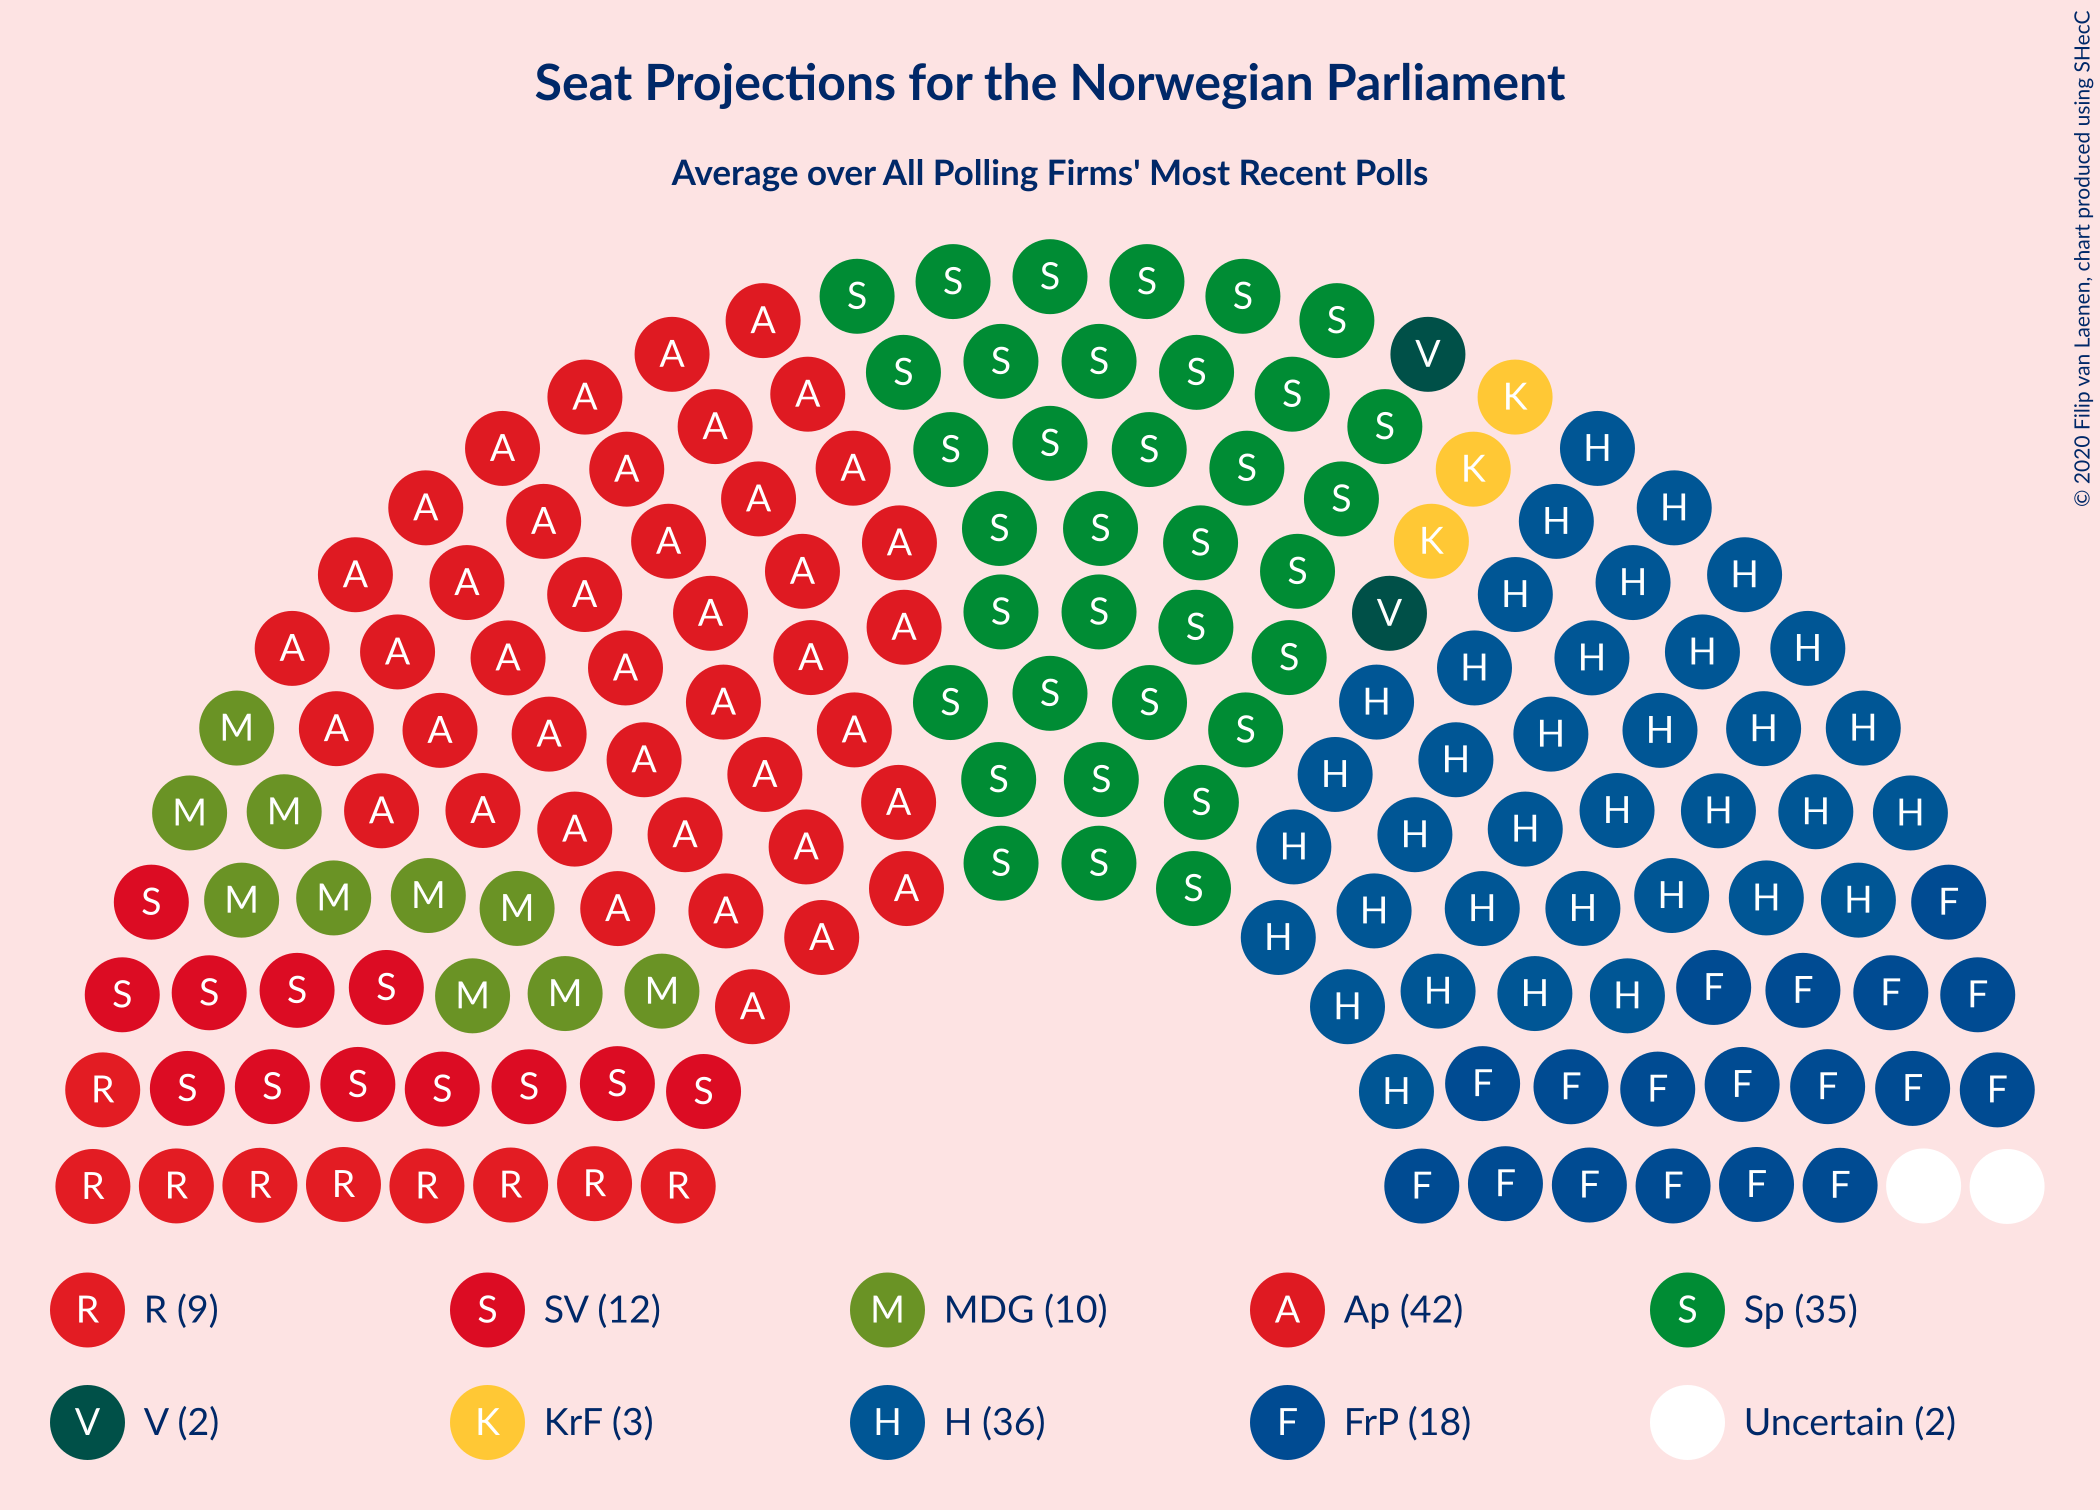 Seat Projections for the Norwegian Parliament
Average over All Polling Firms' Most Recent Polls
© 2020 Filip van Laenen, chart produced using SHecC
S S S S S S
A S S V
A S S S S K
A A S S H
A A S S S S K
A A S H
A A A S S S H
A A A S S K H
A A A S V H
A A A S S S H
A A A S S H
A A A S H
M A A A S S S H
M A A A S S H
M A A A S H
S M M M M A A A S S S H H H H H H F
S S S S M M M A H H H H F F F F
R S S S S S S S H F F F F F F F
R R R R R R R R F F F F F F
R R (9) S SV (12) M MDG (10) A Ap (42) S Sp (35)
V V (2) K KrF (3) H H (36) F FrP (18) Uncertain (2)